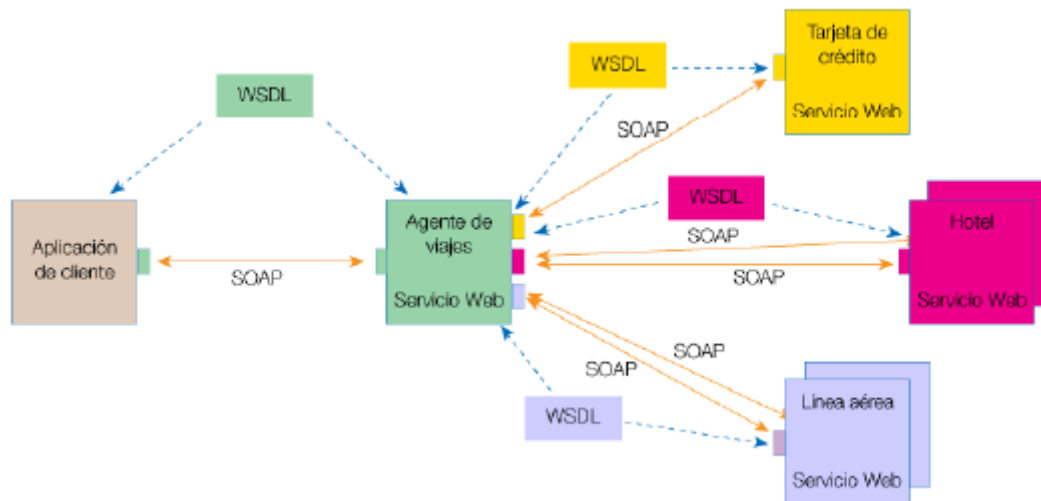 Tarjeta de
crédito
Servicio Web
WSDL
WSDL
SOAP
WSDL
Aplicación
de cliente
SOAP
Agente de
viajes
Servicio Web
SOAP
SOAP
Hotel
Servicio Web
SOAP
SOAP
WSDL
Línea aérea
Servicio Web